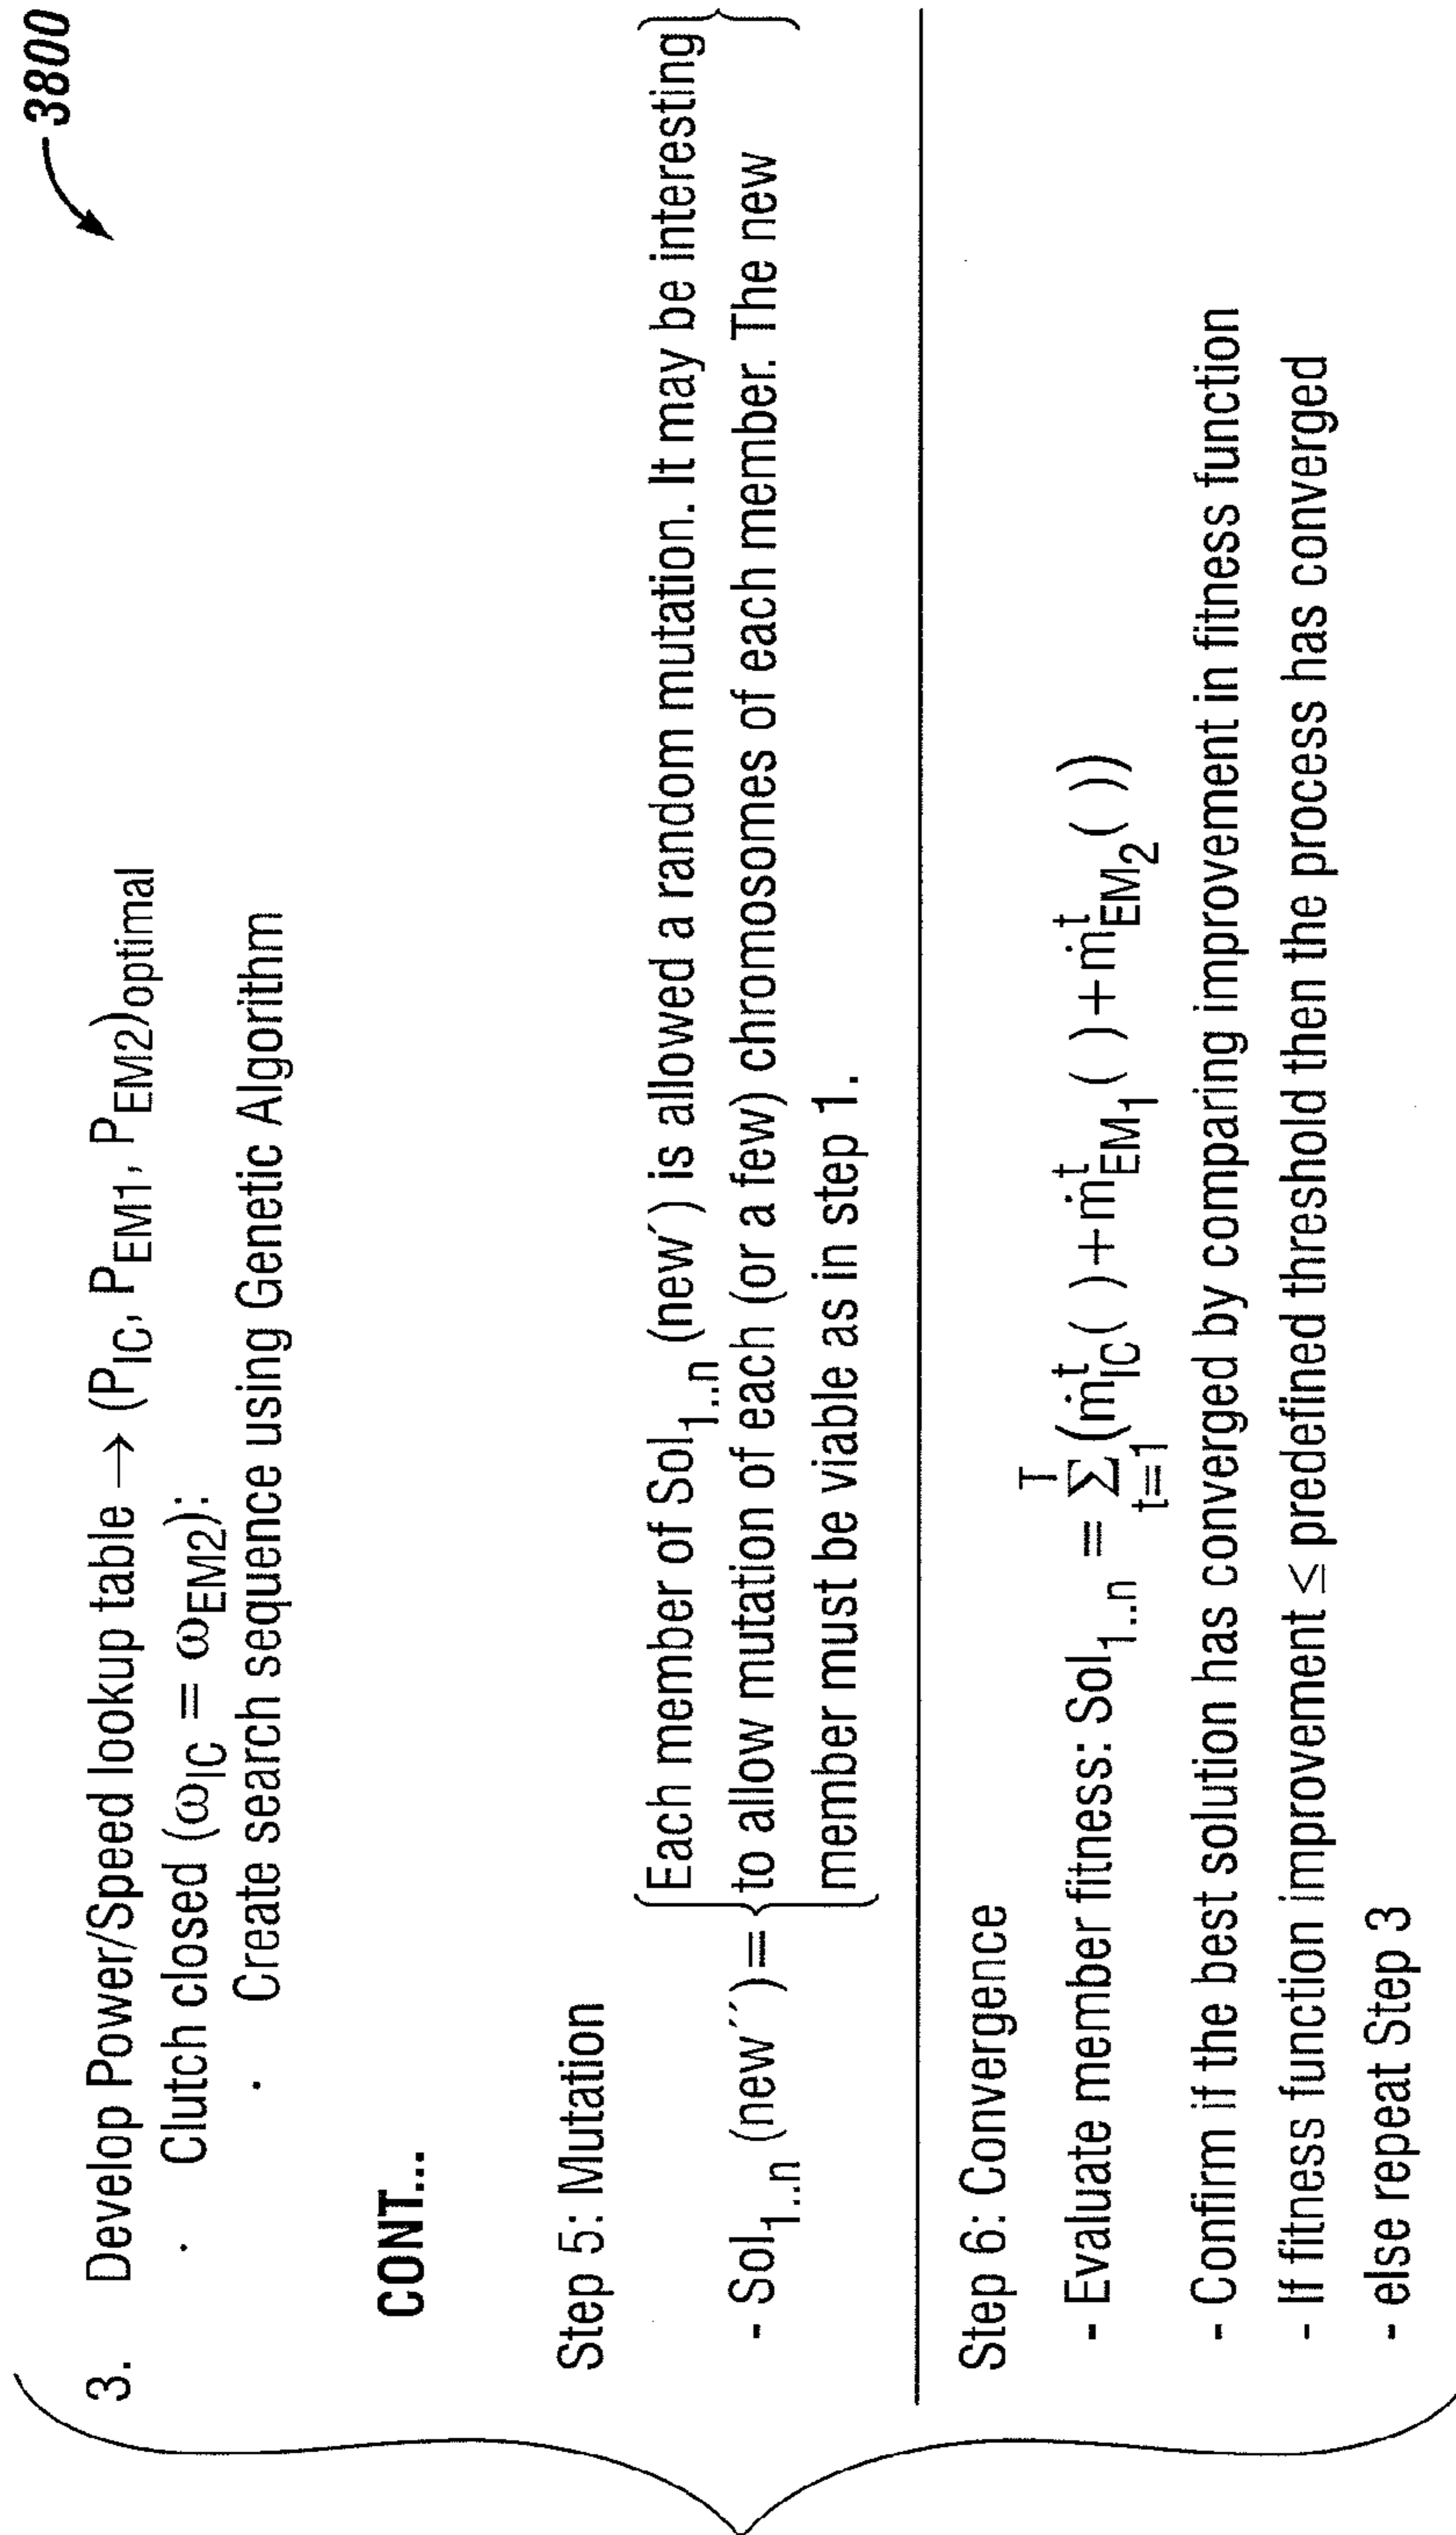 3800
3. Develop Power/Speed lookup table → (P_IC, P_EM1, P_EM2)optimal
· Clutch closed (ω_IC = ω_EM2):
· Create search sequence using Genetic Algorithm
CONT...
Step 5: Mutation
- Sol_1..n (new´´) = { Each member of Sol_1..n (new´) is allowed a random mutation. It may be interesting
to allow mutation of each (or a few) chromosomes of each member. The new
member must be viable as in step 1. }
Step 6: Convergence
- Evaluate member fitness: Sol_1..n = Σ_{t=1}^{T} (ṁ^t_IC( ) + ṁ^t_EM_1( ) + ṁ^t_EM_2( ))
- Confirm if the best solution has converged by comparing improvement in fitness function
- If fitness function improvement ≤ predefined threshold then the process has converged
- else repeat Step 3